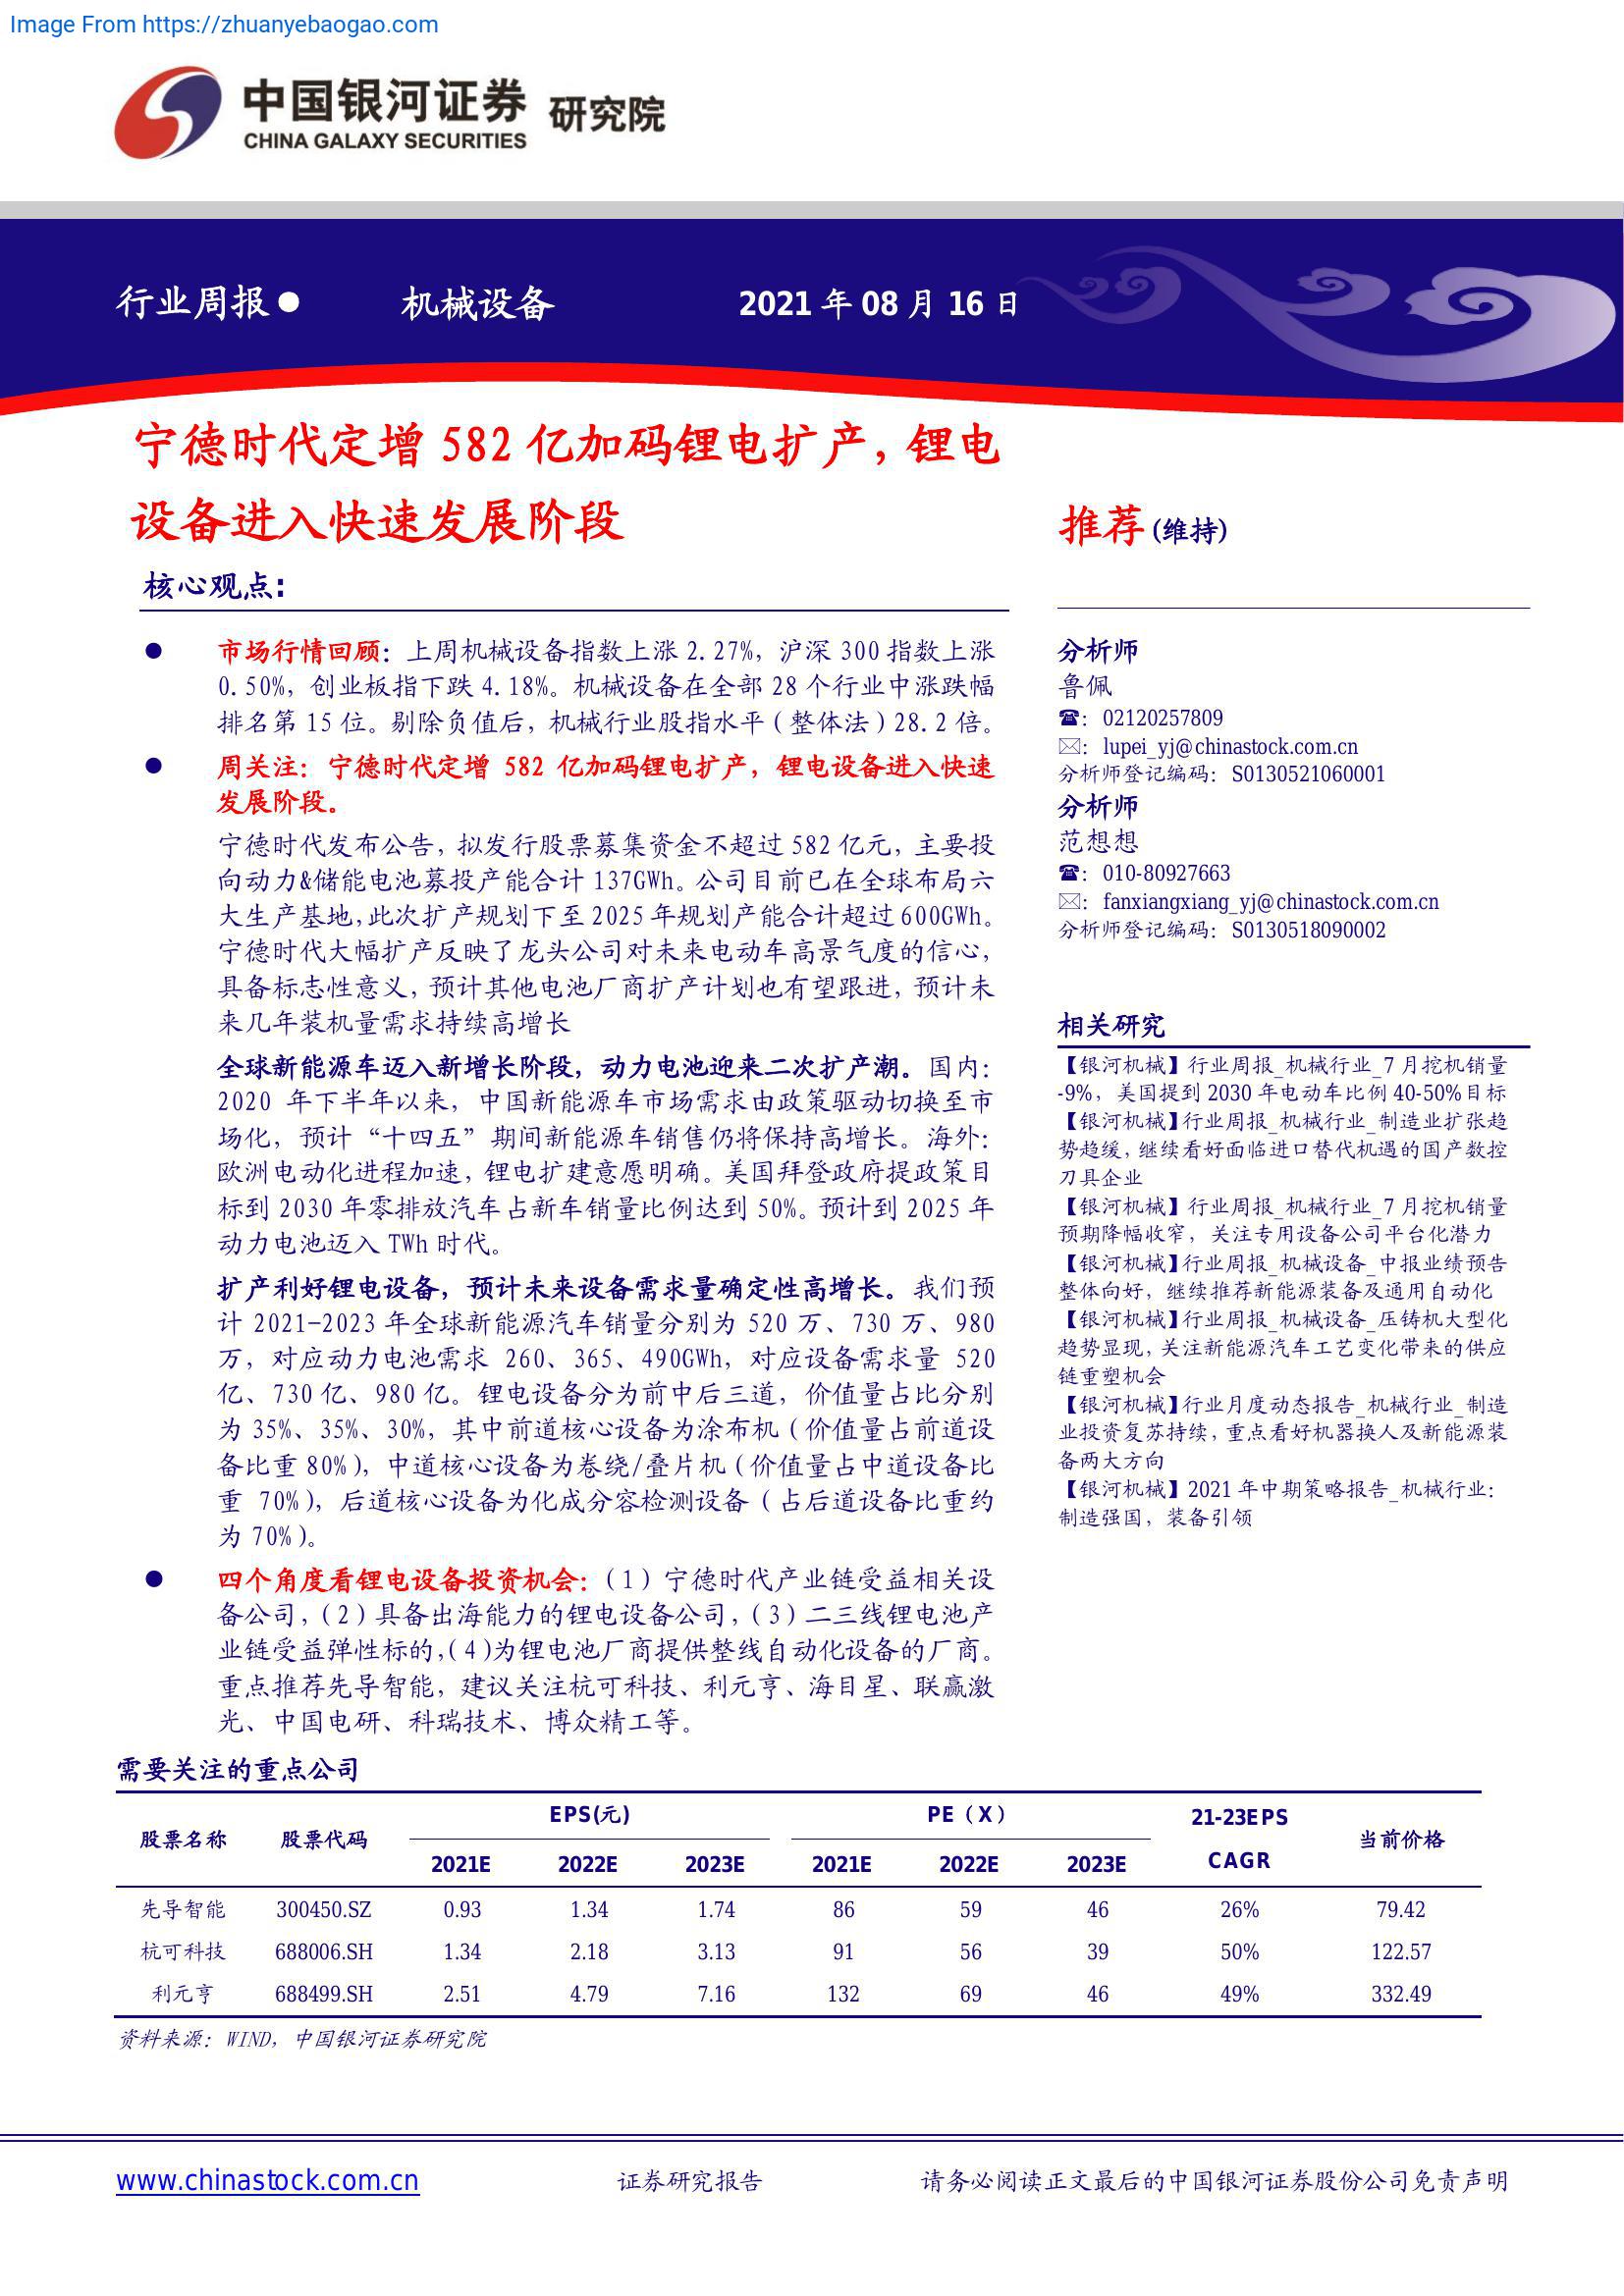 Image From https://zhuanyebaogao.com
中国银河证券 研究院
CHINA GALAXY SECURITIES
行业周报● 机械设备 2021 年 08 月 16 日
宁德时代定增 582 亿加码锂电扩产，锂电
设备进入快速发展阶段
推荐 (维持)
核心观点：
● 市场行情回顾：上周机械设备指数上涨 2.27%，沪深 300 指数上涨
0.50%，创业板指下跌 4.18%。机械设备在全部 28 个行业中涨跌幅
排名第 15 位。剔除负值后，机械行业股指水平（整体法）28.2 倍。
● 周关注：宁德时代定增 582 亿加码锂电扩产，锂电设备进入快速
发展阶段。
宁德时代发布公告，拟发行股票募集资金不超过 582 亿元，主要投
向动力&储能电池募投产能合计 137GWh。公司目前已在全球布局六
大生产基地，此次扩产规划下至 2025 年规划产能合计超过 600GWh。
宁德时代大幅扩产反映了龙头公司对未来电动车高景气度的信心，
具备标志性意义，预计其他电池厂商扩产计划也有望跟进，预计未
来几年装机量需求持续高增长
全球新能源车迈入新增长阶段，动力电池迎来二次扩产潮。国内：
2020 年下半年以来，中国新能源车市场需求由政策驱动切换至市
场化，预计“十四五”期间新能源车销售仍将保持高增长。海外：
欧洲电动化进程加速，锂电扩建意愿明确。美国拜登政府提政策目
标到 2030 年零排放汽车占新车销量比例达到 50%。预计到 2025 年
动力电池迈入 TWh 时代。
扩产利好锂电设备，预计未来设备需求量确定性高增长。我们预
计 2021-2023 年全球新能源汽车销量分别为 520 万、730 万、980
万，对应动力电池需求 260、365、490GWh，对应设备需求量 520
亿、730 亿、980 亿。锂电设备分为前中后三道，价值量占比分别
为 35%、35%、30%，其中前道核心设备为涂布机（价值量占前道设
备比重 80%），中道核心设备为卷绕/叠片机（价值量占中道设备比
重 70%），后道核心设备为化成分容检测设备（占后道设备比重约
为 70%）。
● 四个角度看锂电设备投资机会：（1）宁德时代产业链受益相关设
备公司，（2）具备出海能力的锂电设备公司，（3）二三线锂电池产
业链受益弹性标的，（4）为锂电池厂商提供整线自动化设备的厂商。
重点推荐先导智能，建议关注杭可科技、利元亨、海目星、联赢激
光、中国电研、科瑞技术、博众精工等。
分析师
鲁佩
☎：02120257809
✉：lupei_yj@chinastock.com.cn
分析师登记编码：S0130521060001
分析师
范想想
☎：010-80927663
✉：fanxiangxiang_yj@chinastock.com.cn
分析师登记编码：S0130518090002
相关研究
【银河机械】行业周报_机械行业_7 月挖机销量
-9%，美国提到 2030 年电动车比例 40-50%目标
【银河机械】行业周报_机械行业_制造业扩张趋
势趋缓，继续看好面临进口替代机遇的国产数控
刀具企业
【银河机械】行业周报_机械行业_7 月挖机销量
预期降幅收窄，关注专用设备公司平台化潜力
【银河机械】行业周报_机械设备_中报业绩预告
整体向好，继续推荐新能源装备及通用自动化
【银河机械】行业周报_机械设备_压铸机大型化
趋势显现，关注新能源汽车工艺变化带来的供应
链重塑机会
【银河机械】行业月度动态报告_机械行业_制造
业投资复苏持续，重点看好机器换人及新能源装
备两大方向
【银河机械】2021 年中期策略报告_机械行业：
制造强国，装备引领
需要关注的重点公司
股票名称 股票代码 EPS(元) PE（X） 21-23EPS CAGR 当前价格
2021E 2022E 2023E 2021E 2022E 2023E
先导智能 300450.SZ 0.93 1.34 1.74 86 59 46 26% 79.42
杭可科技 688006.SH 1.34 2.18 3.13 91 56 39 50% 122.57
利元亨 688499.SH 2.51 4.79 7.16 132 69 46 49% 332.49
资料来源：WIND，中国银河证券研究院
www.chinastock.com.cn 证券研究报告 请务必阅读正文最后的中国银河证券股份公司免责声明